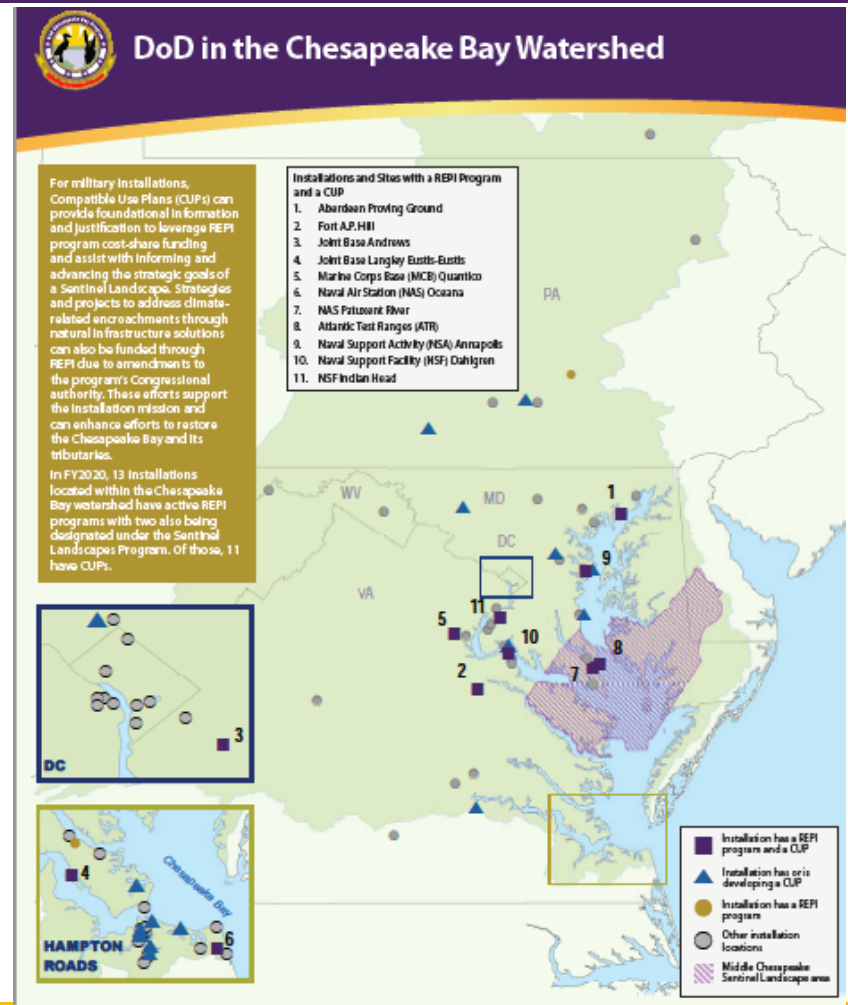 DoD in the Chesapeake Bay Watershed
For military installations,
Compatible Use Plans (CUPs) can
provide foundational information
and justification to leverage REPI
program cost-share funding
and assist with informing and
advancing the strategic goals of
a Sentinel Landscape. Strategies
and projects to address climate-
related encroachments through
natural infrastructure solutions
can also be funded through
REPI due to amendments to
the program's Congressional
authority. These efforts support
the installation mission and
can enhance efforts to restore
the Chesapeake Bay and its
tributaries.
In FY2020, 13 installations
located within the Chesapeake
Bay watershed have active REPI
programs with two also being
designated under the Sentinel
Landscapes Program. Of those, 11
have CUPs.
Installations and Sites with a REPI Program
and a CUP
1. Aberdeen Proving Ground
2. Fort A.P. Hill
3. Joint Base Andrews
4. Joint Base Langley Eustis-Eustis
5. Marine Corps Base (MCB) Quantico
6. Naval Air Station (NAS) Oceana
7. NAS Patuxent River
8. Atlantic Test Ranges (ATR)
9. Naval Support Activity (NSA) Annapolis
10. Naval Support Facility (NSF) Dahlgren
11. NSF Indian Head
PA
WV
MD
DC
VA
1
9
11
5
10
8
7
2
3
DC
4
Chesapeake Bay
6
HAMPTON
ROADS
Installation has a REPI
program and a CUP
Installation has or is
developing a CUP
Installation has a REPI
program
Other installation
locations
Middle Chesapeake
Sentinel Landscape area